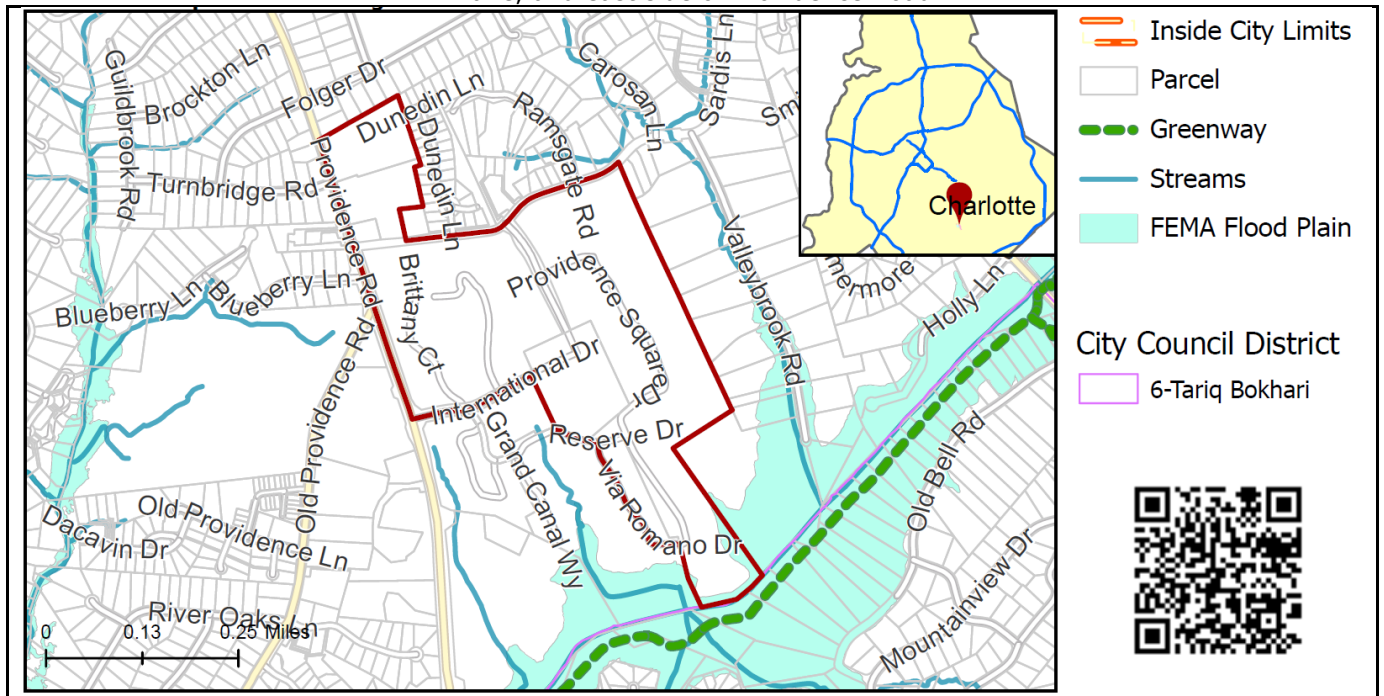 Inside City Limits
Parcel
Greenway
Streams
FEMA Flood Plain
City Council District
6-Tariq Bokhari
Charlotte
Guildbrook Rd
Brockton Ln
Folger Dr
Dunedin Ln
Dunedin Ln
Ramsgate Rd
Carosan Ln
Sardis Ln
Turnbridge Rd
Providence Rd
Blueberry Ln
Blueberry Ln
Brittany Ct
Providence Square Dr
Valleybrook Rd
Holly Ln
International Dr
Reserve Dr
Old Providence Rd
Grand Canal Wy
Via Romano Dr
Old Bell Rd
Old Providence Ln
Dacavin Dr
River Oaks Ln
Mountainview Dr
0 0.13 0.25 Miles